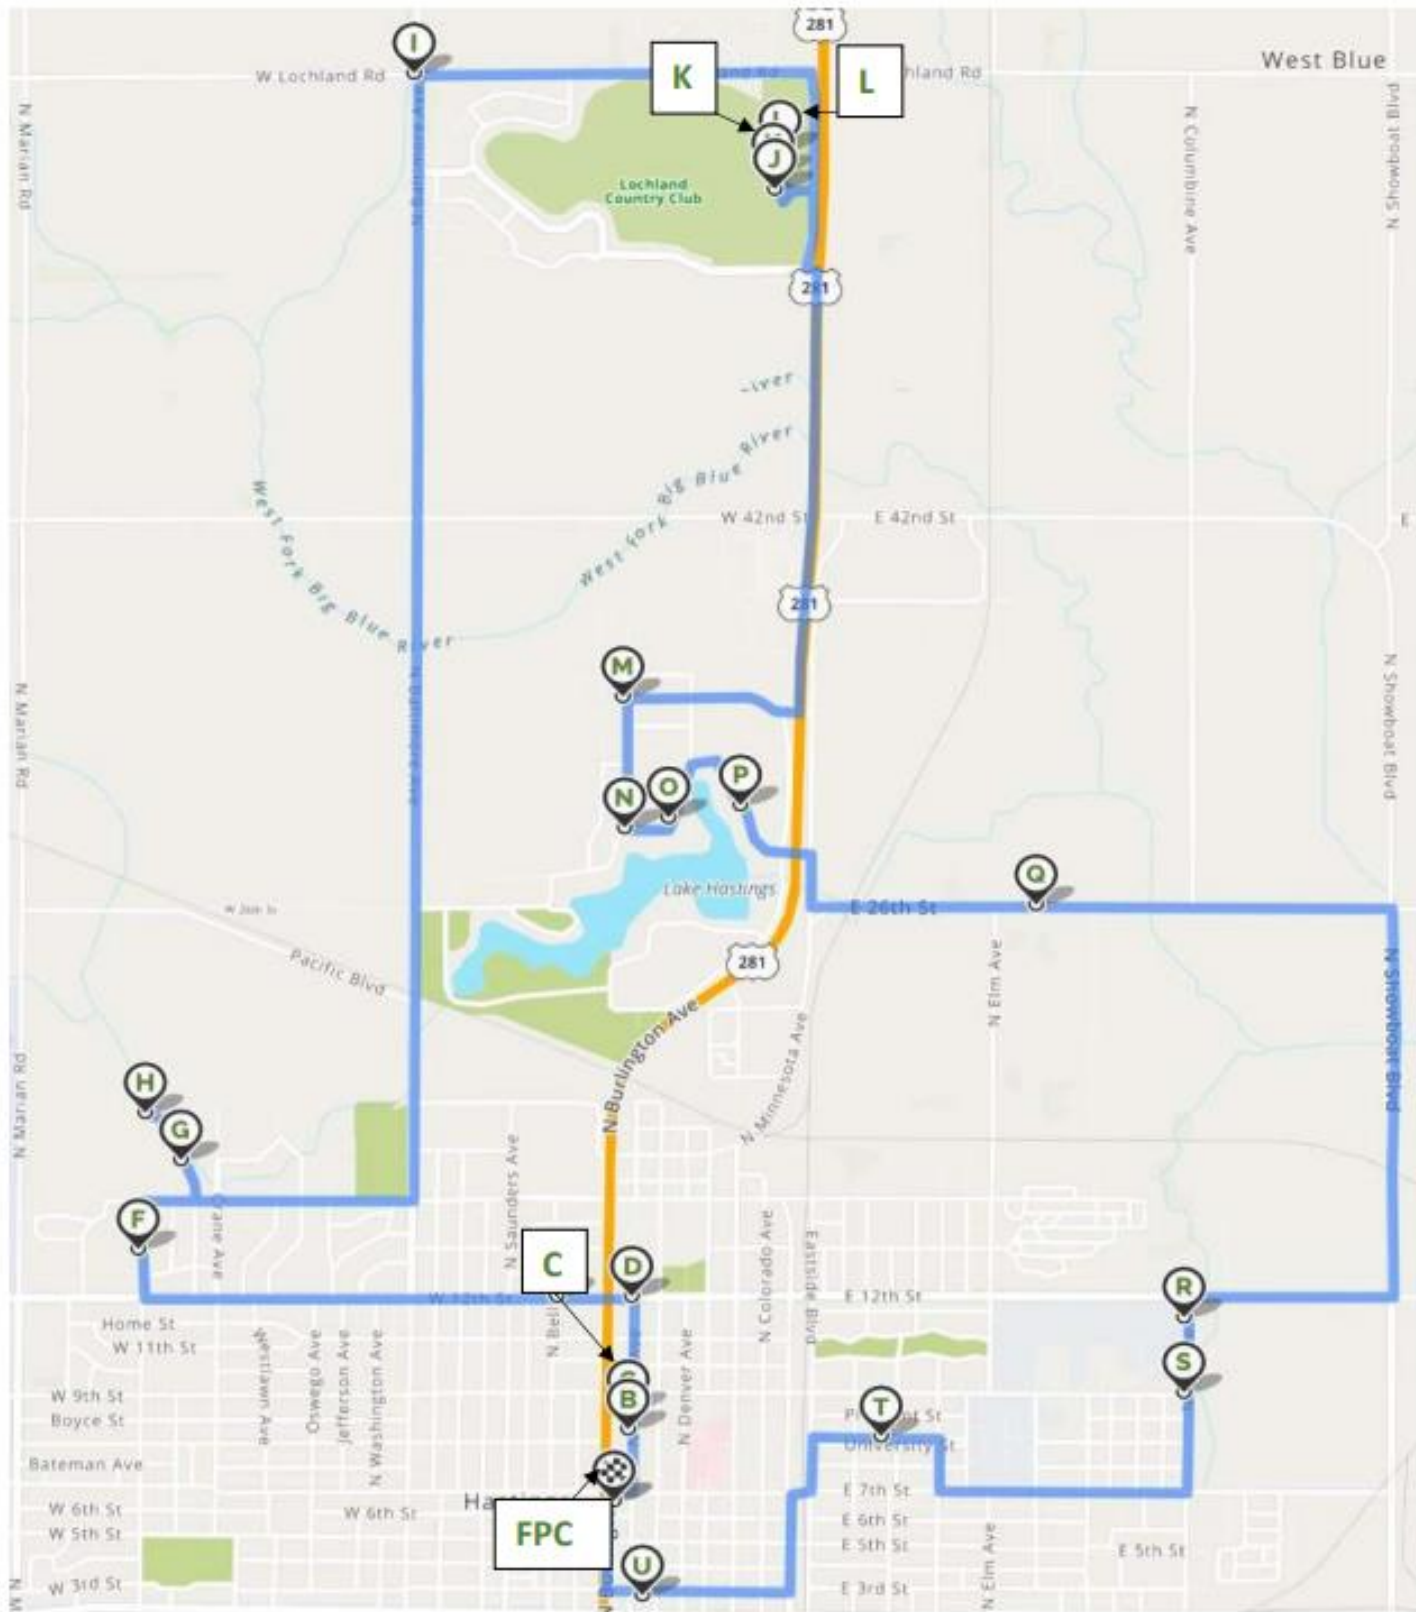 281
I
West Blue
W Lochland Rd
K
L
N Marian Rd
N Columbine Ave
N Showboat Blvd
J
Lochland
Country Club
281
River
West Fork Big Blue River
W 42nd St
E 42nd St
E
West Fork Big Blue River
281
M
N Marian Rd
N Showboat Blvd
N
O
P
Lake Hastings
Q
W 26th St
E 26th St
Pacific Blvd
281
N Elm Ave
N Showboat Blvd
N Burlington Ave
N Minnesota Ave
H
G
N Marian Rd
F
Crane Ave
N Saunders Ave
C
D
N Colorado Ave
Eastside Blvd
R
W 12th St
E 12th St
Home St
W 11th St
N Bell
Westlawn Ave
Oswego Ave
Jefferson Ave
N Washington Ave
N Denver Ave
S
W 9th St
B
Boyce St
T
University St
Bateman Ave
E 7th St
W 6th St
W 6th St
E 6th St
W 5th St
FPC
E 5th St
E 5th St
N Elm Ave
U
W 3rd St
E 3rd St